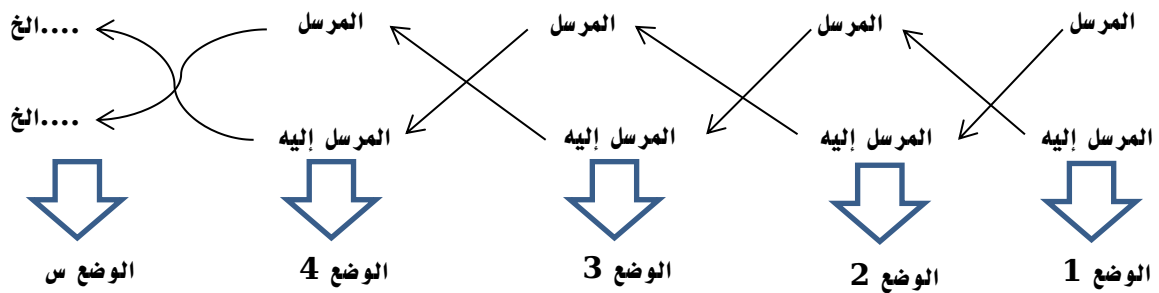 المرسل المرسل المرسل المرسل ....الخ
....الخ
المرسل إليه المرسل إليه المرسل إليه المرسل إليه
الوضع 1 الوضع 2 الوضع 3 الوضع 4 الوضع س